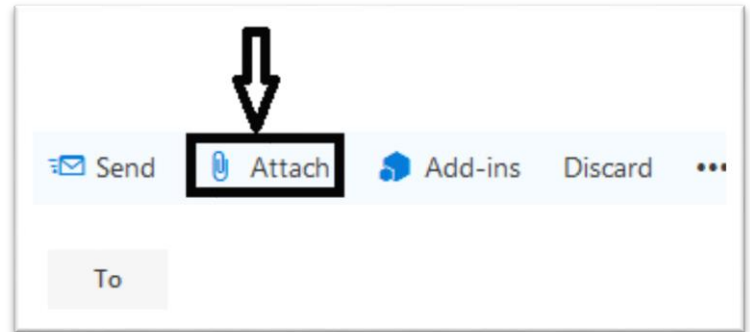 Send Attach Add-ins Discard •••
To